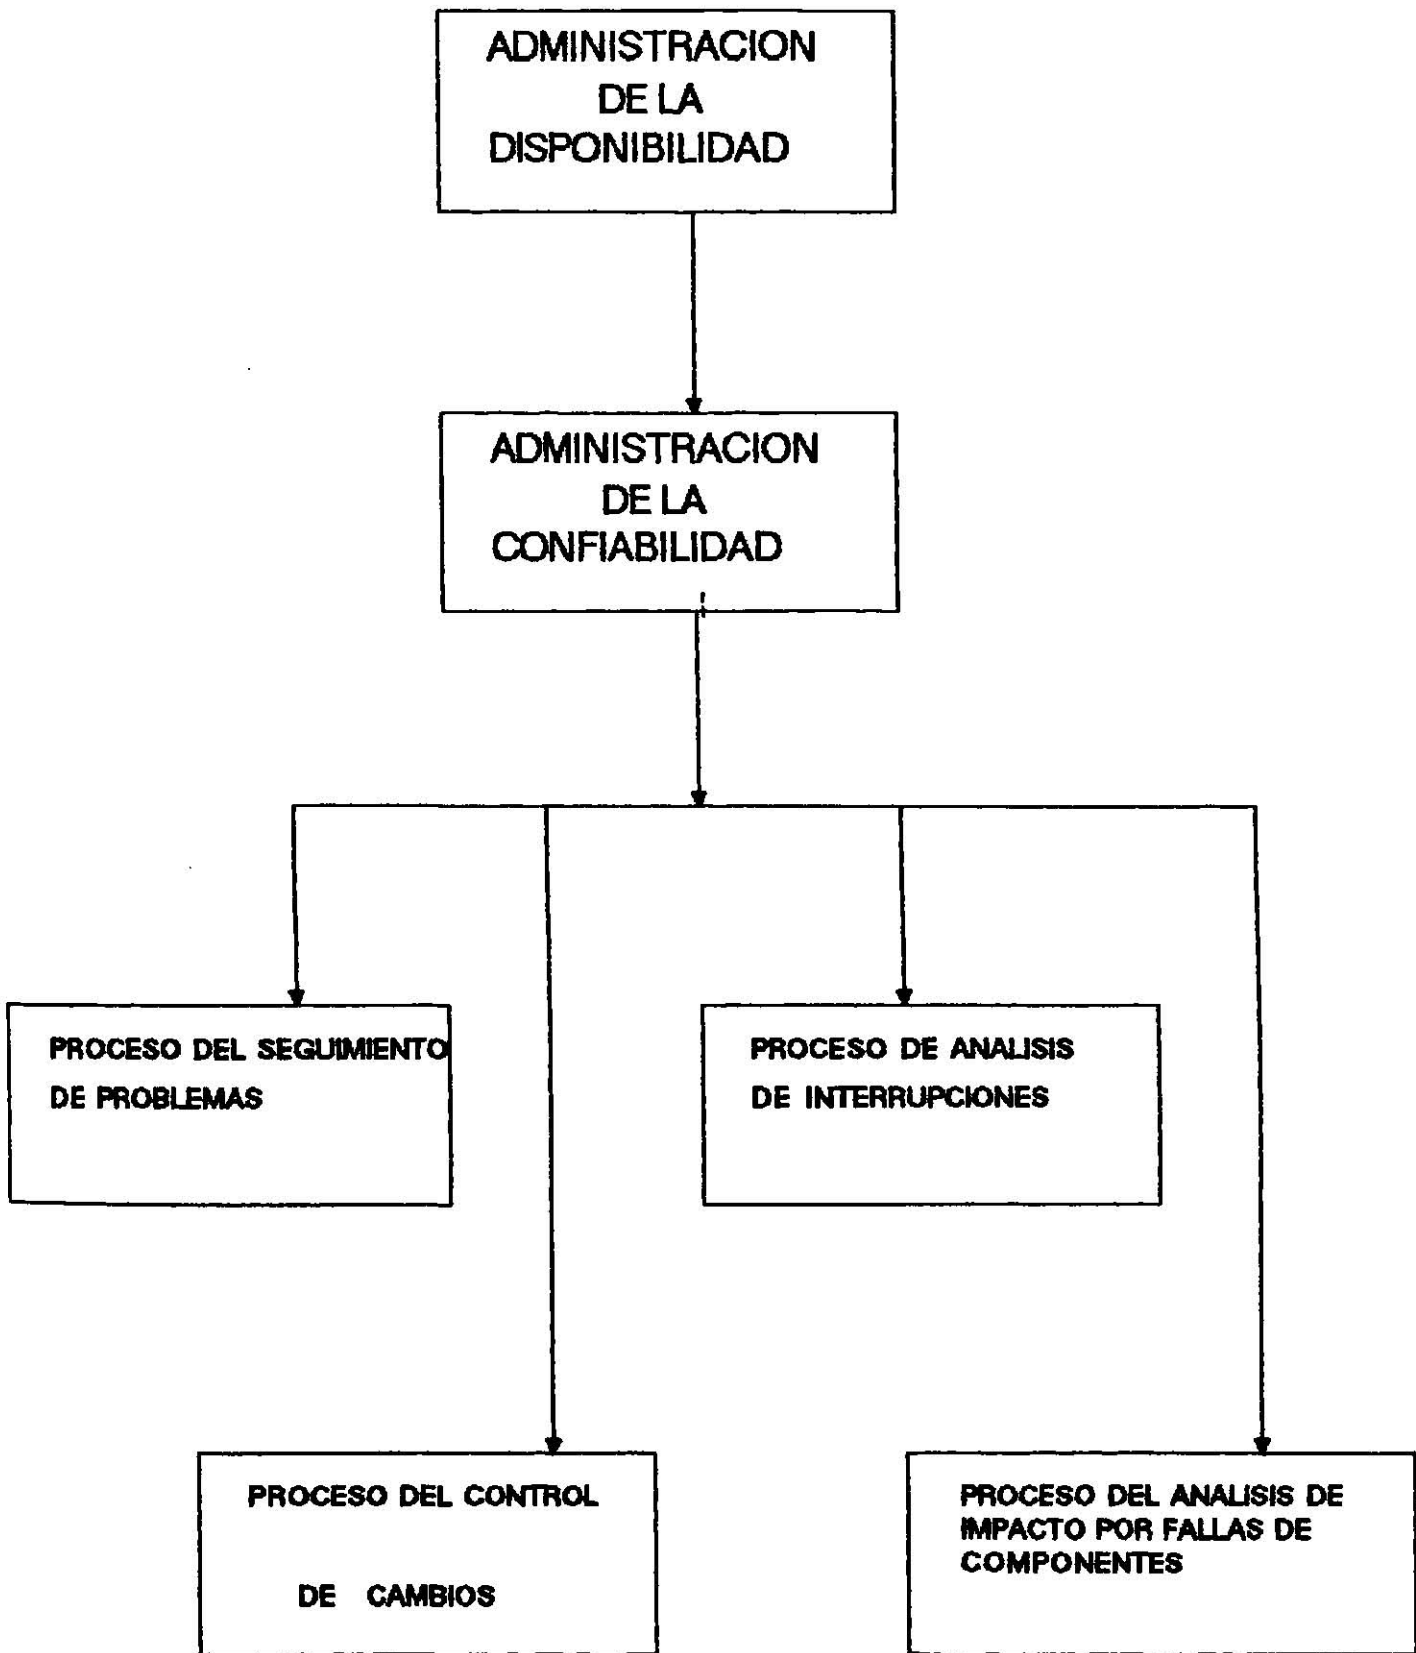 ADMINISTRACION
DE LA
DISPONIBILIDAD
ADMINISTRACION
DE LA
CONFIABILIDAD
PROCESO DEL SEGUIMIENTO
DE PROBLEMAS
PROCESO DE ANALISIS
DE INTERRUPCIONES
PROCESO DEL CONTROL
DE CAMBIOS
PROCESO DEL ANALISIS DE
IMPACTO POR FALLAS DE
COMPONENTES